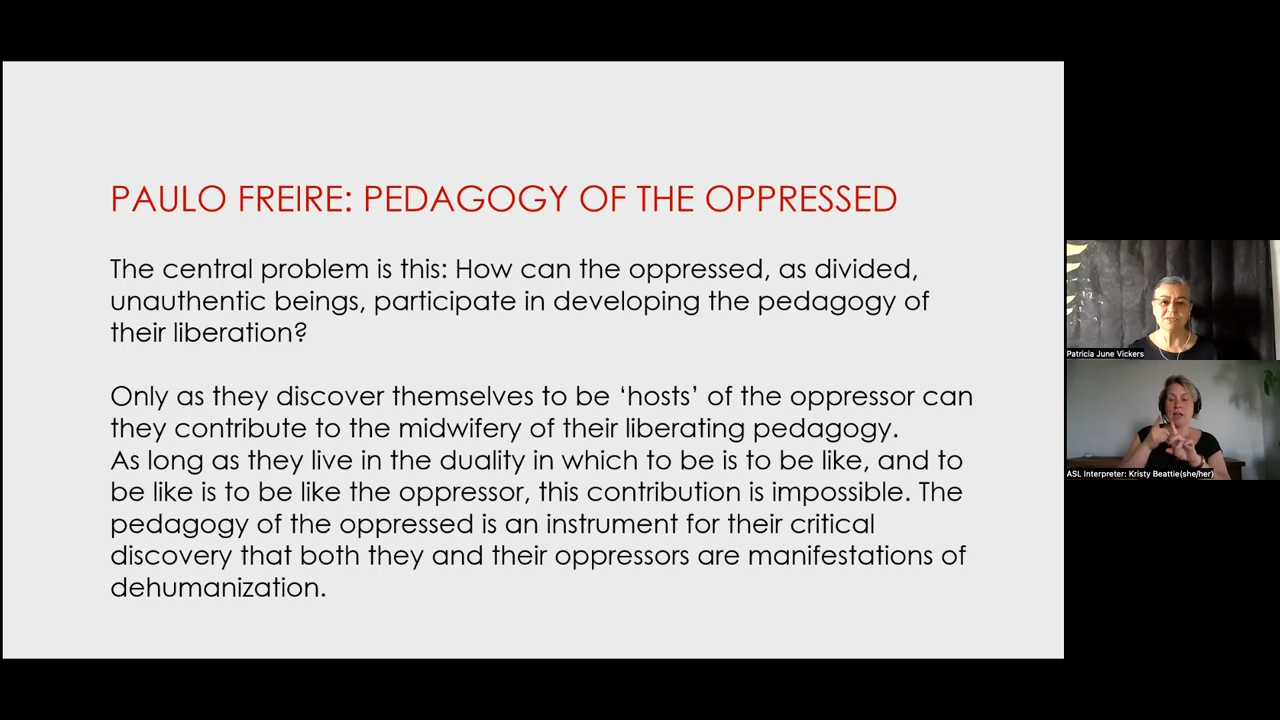 PAULO FREIRE: PEDAGOGY OF THE OPPRESSED
The central problem is this: How can the oppressed, as divided,
unauthentic beings, participate in developing the pedagogy of
their liberation?
Only as they discover themselves to be ‘hosts’ of the oppressor can
they contribute to the midwifery of their liberating pedagogy.
As long as they live in the duality in which to be is to be like, and to
be like is to be like the oppressor, this contribution is impossible. The
pedagogy of the oppressed is an instrument for their critical
discovery that both they and their oppressors are manifestations of
dehumanization.
Patricia June Vickers
ASL Interpreter: Kristy Beattie(she/her)